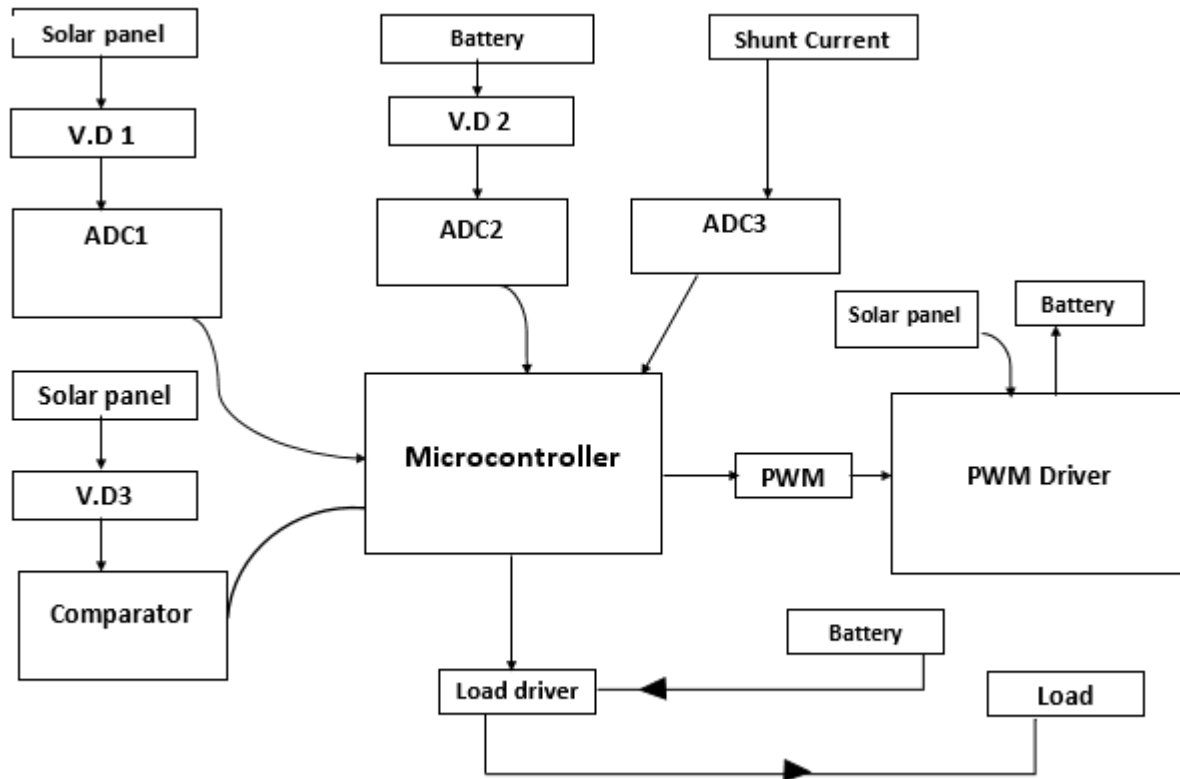 Solar panel
Battery
Shunt Current
V.D 1
V.D 2
ADC1
ADC2
ADC3
Solar panel
Battery
Solar panel
Microcontroller
PWM
PWM Driver
V.D3
Comparator
Battery
Load driver
Load